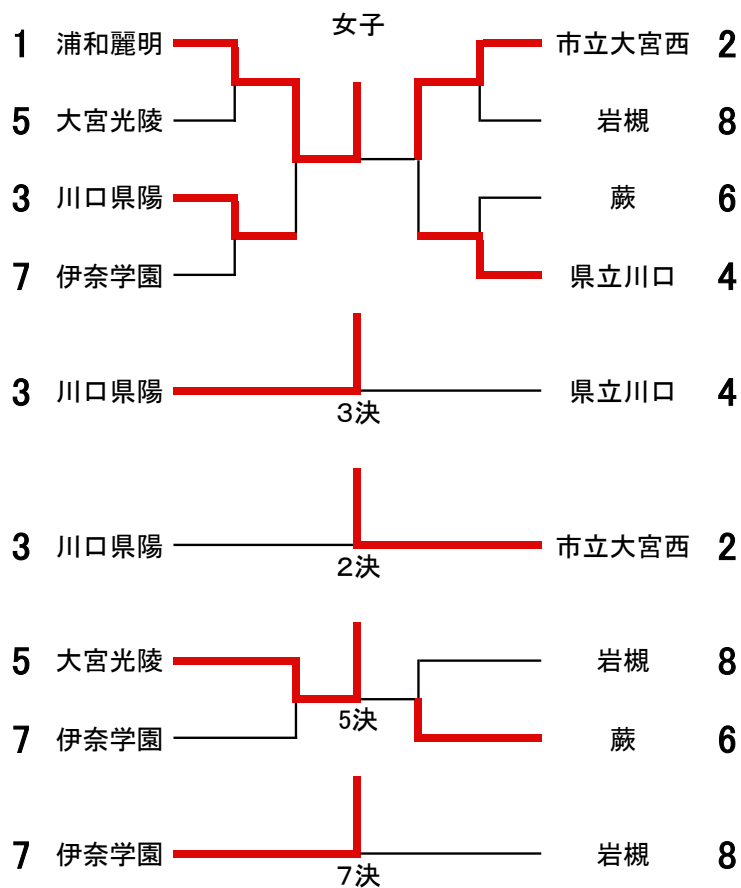 女子
1 浦和麗明 市立大宮西 2
5 大宮光陵 岩槻 8
3 川口県陽 蕨 6
7 伊奈学園 県立川口 4
3 川口県陽 県立川口 4
3決
3 川口県陽 市立大宮西 2
2決
5 大宮光陵 岩槻 8
5決
7 伊奈学園 蕨 6
7 伊奈学園 岩槻 8
7決